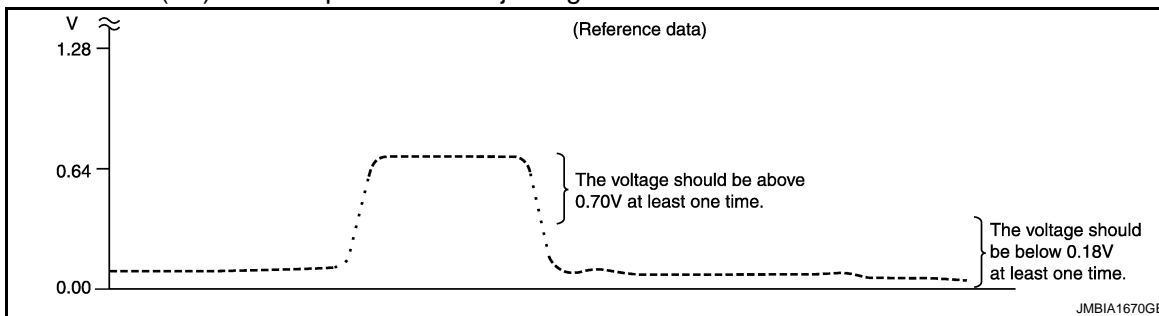 V
(Reference data)
1.28
0.64
The voltage should be above
0.70V at least one time.
The voltage should
be below 0.18V
at least one time.
0.00
JMBIA1670GE